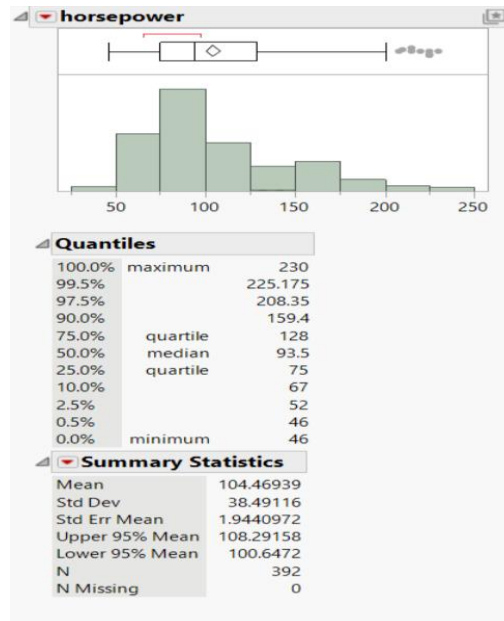 horsepower
50 100 150 200 250
Quantiles
100.0% maximum 230
99.5% 225.175
97.5% 208.35
90.0% 159.4
75.0% quartile 128
50.0% median 93.5
25.0% quartile 75
10.0% 67
2.5% 52
0.5% 46
0.0% minimum 46
Summary Statistics
Mean 104.46939
Std Dev 38.49116
Std Err Mean 1.9440972
Upper 95% Mean 108.29158
Lower 95% Mean 100.6472
N 392
N Missing 0